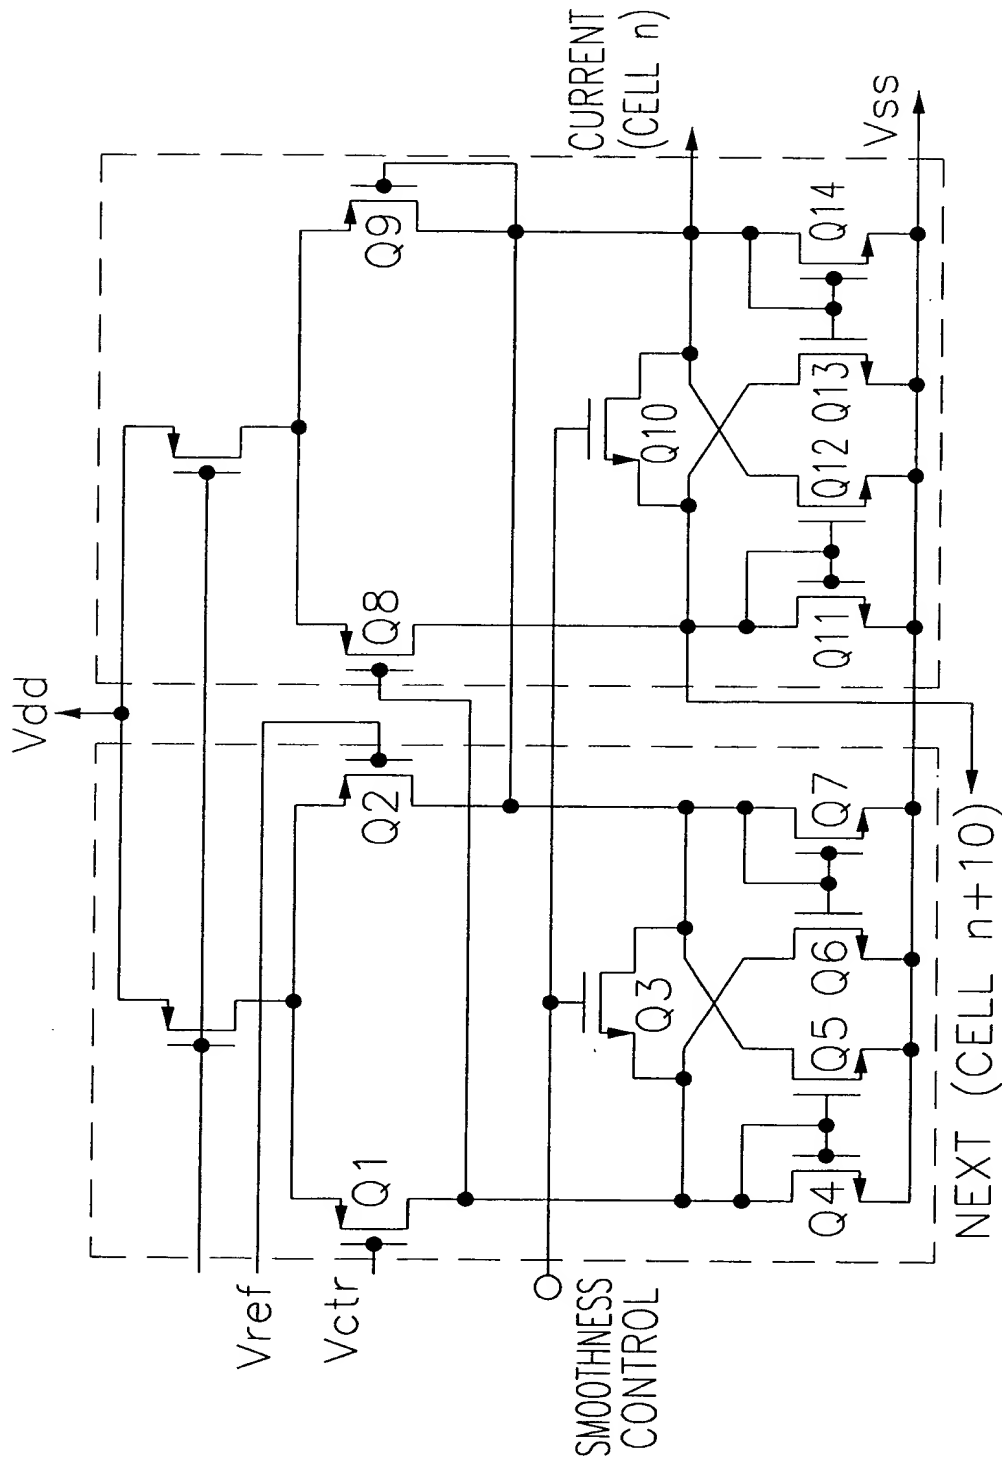 Vdd
Vref
Vctr
SMOOTHNESS
CONTROL
Q1
Q2
Q3
Q4
Q5
Q6
Q7
Q8
Q9
Q10
Q11
Q12
Q13
Q14
CURRENT
(CELL n)
Vss
NEXT (CELL n+10)